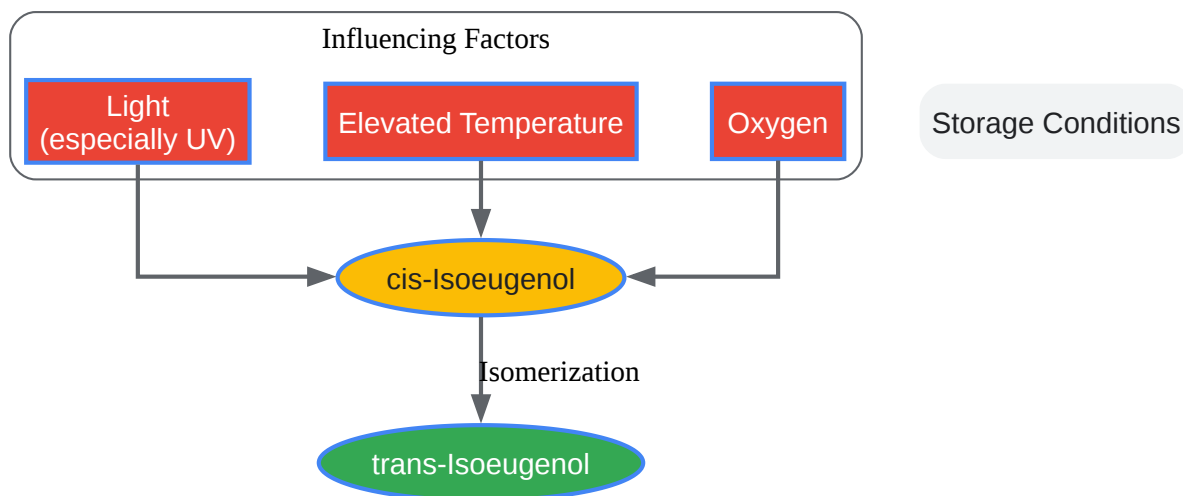 Influencing Factors
Light
(especially UV)
Elevated Temperature
Oxygen
Storage Conditions
cis-Isoeugenol
Isomerization
trans-Isoeugenol